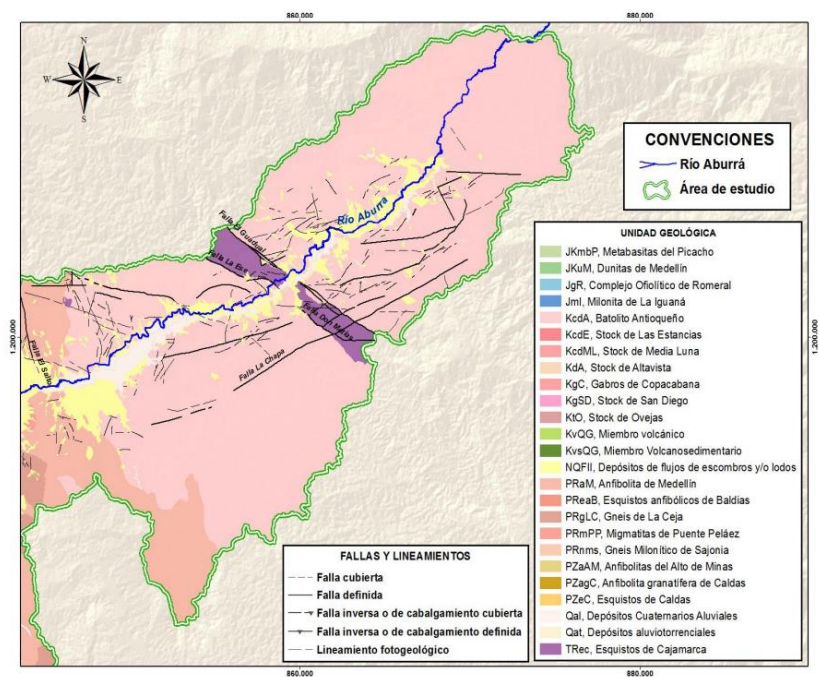 860.000
880.000
N
W
E
S
CONVENCIONES
Río Aburrá
Área de estudio
Río Aburra
Falla El Guadual
Falla Don Matias
Falla La Chapa
1.200.000
1.200.000
UNIDAD GEOLÓGICA
JKmbP, Metabasitas del Picacho
JKuM, Dunitas de Medellín
JgR, Complejo Ofiolítico de Romeral
JmI, Milonita de La Iguaná
KcdA, Batolito Antioqueño
KcdE, Stock de Las Estancias
KcdML, Stock de Media Luna
KdA, Stock de Altavista
KgC, Gabros de Copacabana
KgSD, Stock de San Diego
KtO, Stock de Ovejas
KvQG, Miembro volcánico
KvsQG, Miembro Volcanosedimentario
NQFII, Depósitos de flujos de escombros y/o lodos
PRaM, Anfibolita de Medellín
PReaB, Esquistos anfibólicos de Baldias
PRgLC, Gneis de La Ceja
PRmPP, Migmatitas de Puente Peláez
PRnms, Gneis Milonítico de Sajonia
PZaAM, Anfibolitas del Alto de Minas
PZagC, Anfibolita granatífera de Caldas
PZeC, Esquistos de Caldas
Qal, Depósitos Cuaternarios Aluviales
Qat, Depósitos aluviotorrenciales
TRec, Esquistos de Cajamarca
FALLAS Y LINEAMIENTOS
Falla cubierta
Falla definida
Falla inversa o de cabalgamiento cubierta
Falla inversa o de cabalgamiento definida
Lineamiento fotogeológico
860.000
880.000